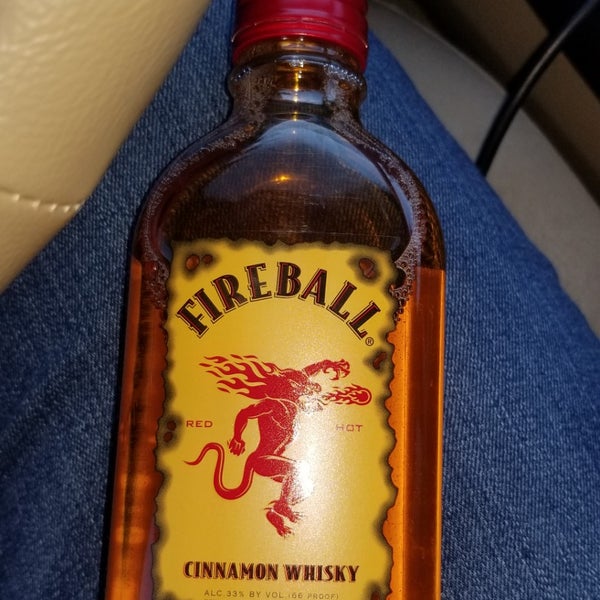 FIREBALL®
RED HOT
CINNAMON WHISKY
ALC.33% BY VOL.(66 PROOF)